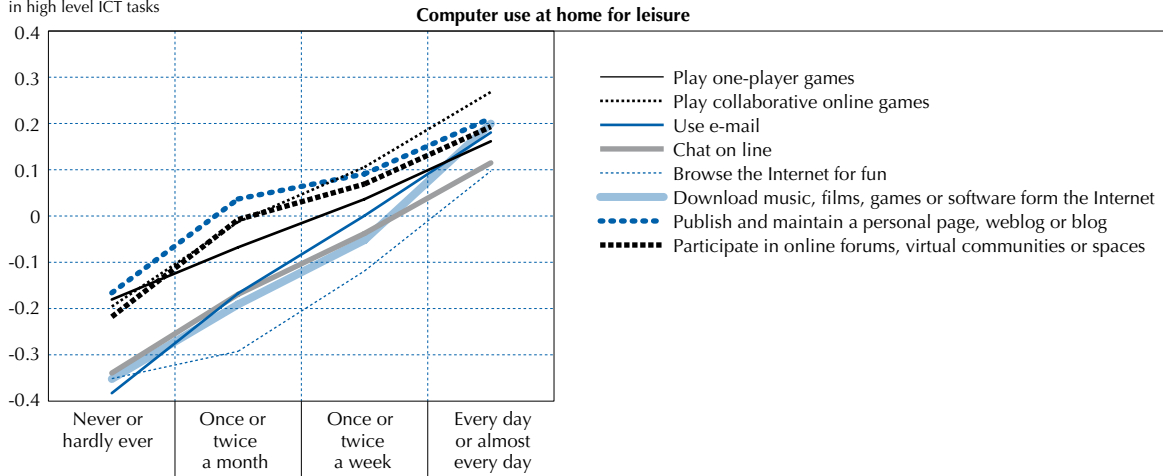 in high level ICT tasks
Computer use at home for leisure
0.4
0.3
0.2
0.1
0
-0.1
-0.2
-0.3
-0.4
Never or
hardly ever
Once or
twice
a month
Once or
twice
a week
Every day
or almost
every day
Play one-player games
Play collaborative online games
Use e-mail
Chat on line
Browse the Internet for fun
Download music, films, games or software form the Internet
Publish and maintain a personal page, weblog or blog
Participate in online forums, virtual communities or spaces